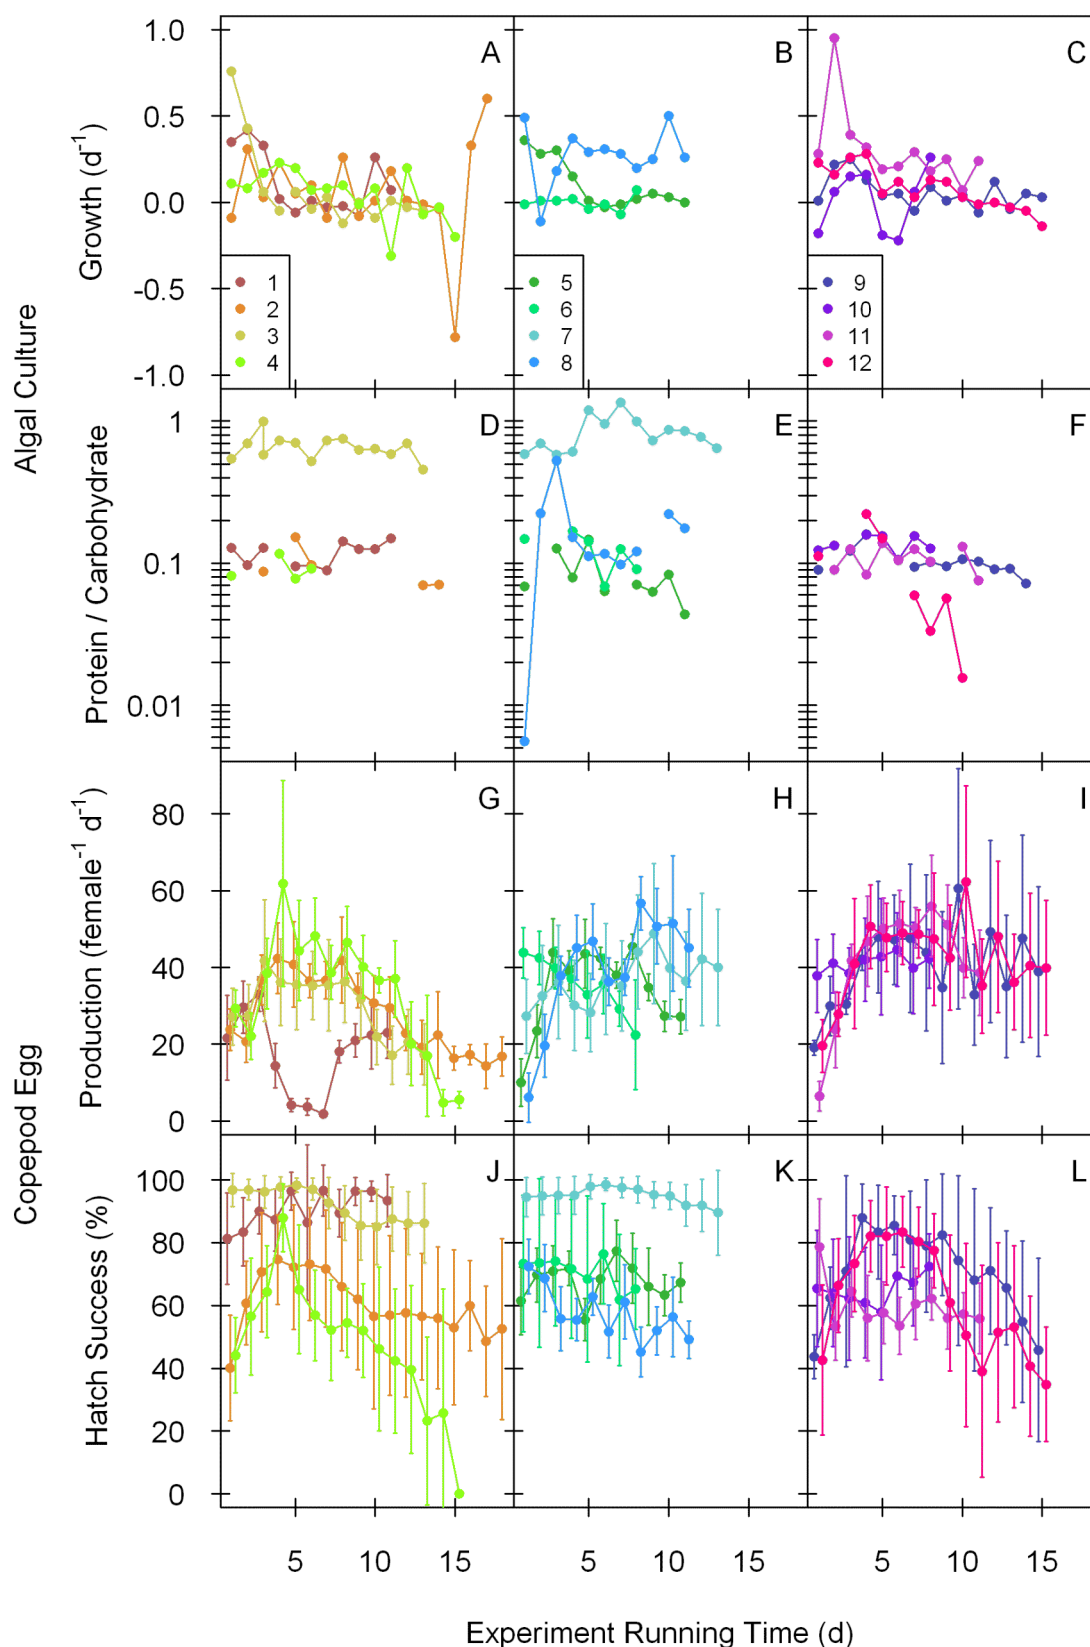 A
B
C
1.0
0.5
0.0
-0.5
-1.0
Growth (d-1)
1
2
3
4
5
6
7
8
9
10
11
12
Algal Culture
D
E
F
1
0.1
0.01
Protein / Carbohydrate
G
H
I
80
60
40
20
0
Production (female-1 d-1)
Copepod Egg
J
K
L
100
80
60
40
20
0
Hatch Success (%)
5 10 15
5 10 15
5 10 15
Experiment Running Time (d)